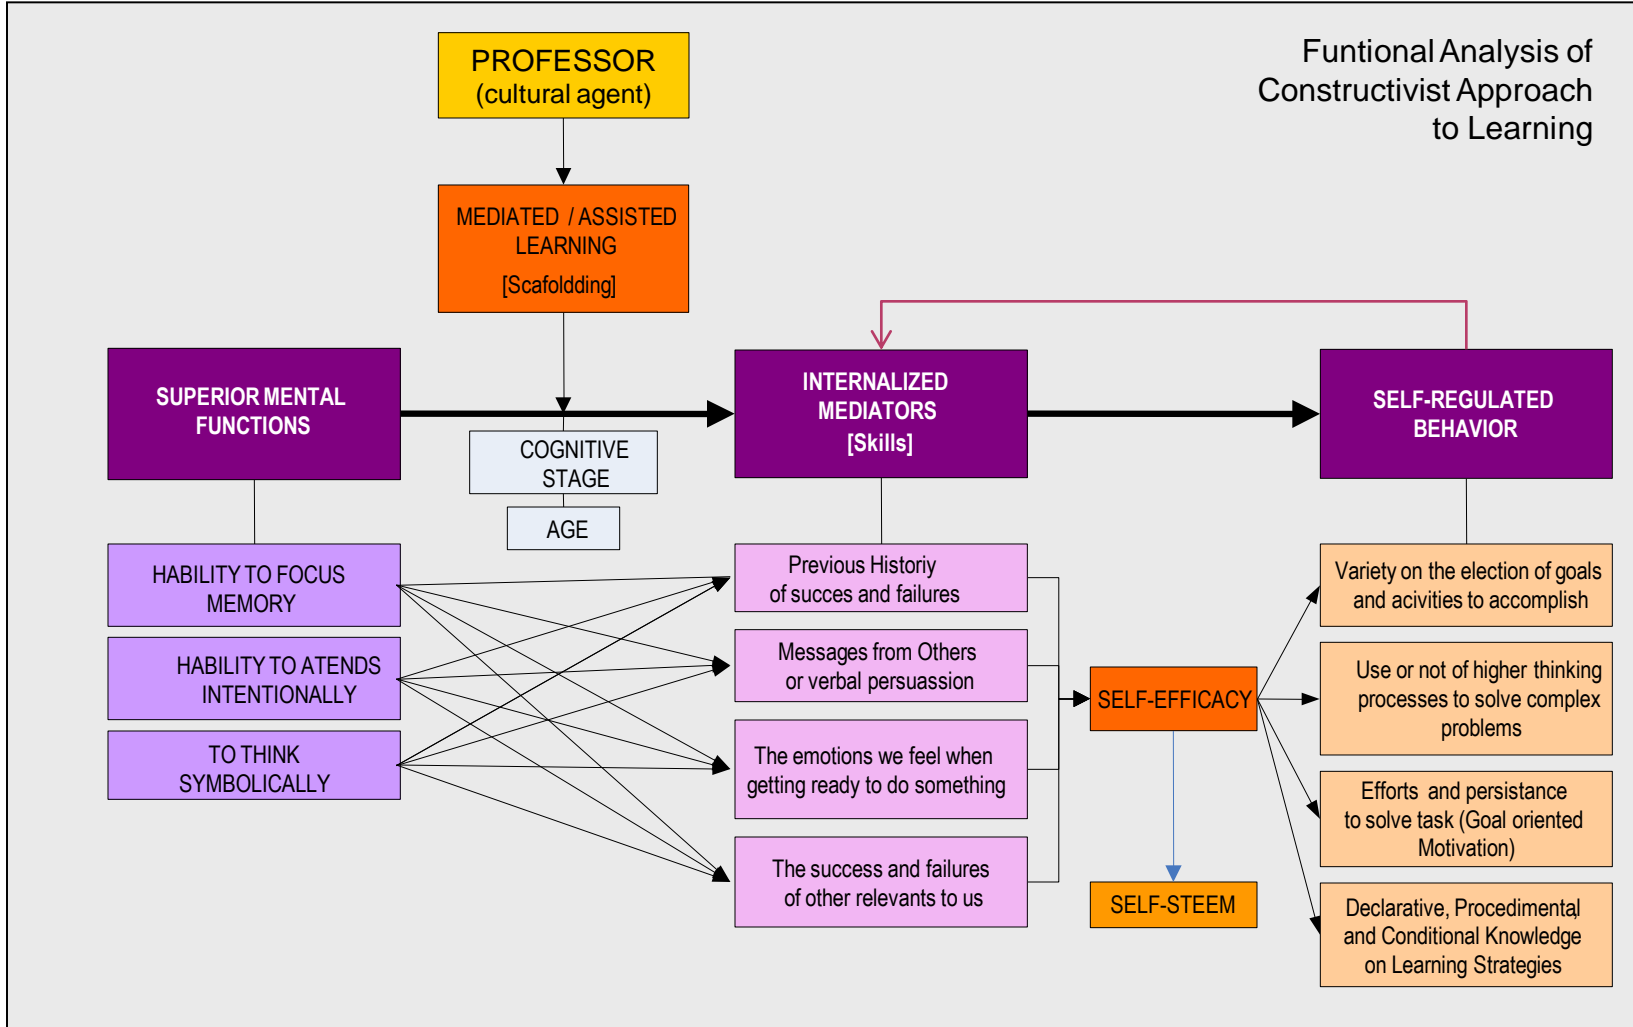 PROFESSOR
(cultural agent)
Funtional Analysis of
Constructivist Approach
to Learning
MEDIATED / ASSISTED
LEARNING
[Scafoldding]
SUPERIOR MENTAL
FUNCTIONS
COGNITIVE
STAGE
AGE
INTERNALIZED
MEDIATORS
[Skills]
SELF-REGULATED
BEHAVIOR
HABILITY TO FOCUS
MEMORY
HABILITY TO ATENDS
INTENTIONALLY
TO THINK
SYMBOLICALLY
Previous Historiy
of succes and failures
Messages from Others
or verbal persuassion
The emotions we feel when
getting ready to do something
The success and failures
of other relevants to us
SELF-EFFICACY
SELF-STEEM
Variety on the election of goals
and acivities to accomplish
Use or not of higher thinking
processes to solve complex
problems
Efforts and persistance
to solve task (Goal oriented
Motivation)
Declarative, Procedimental,
and Conditional Knowledge
on Learning Strategies